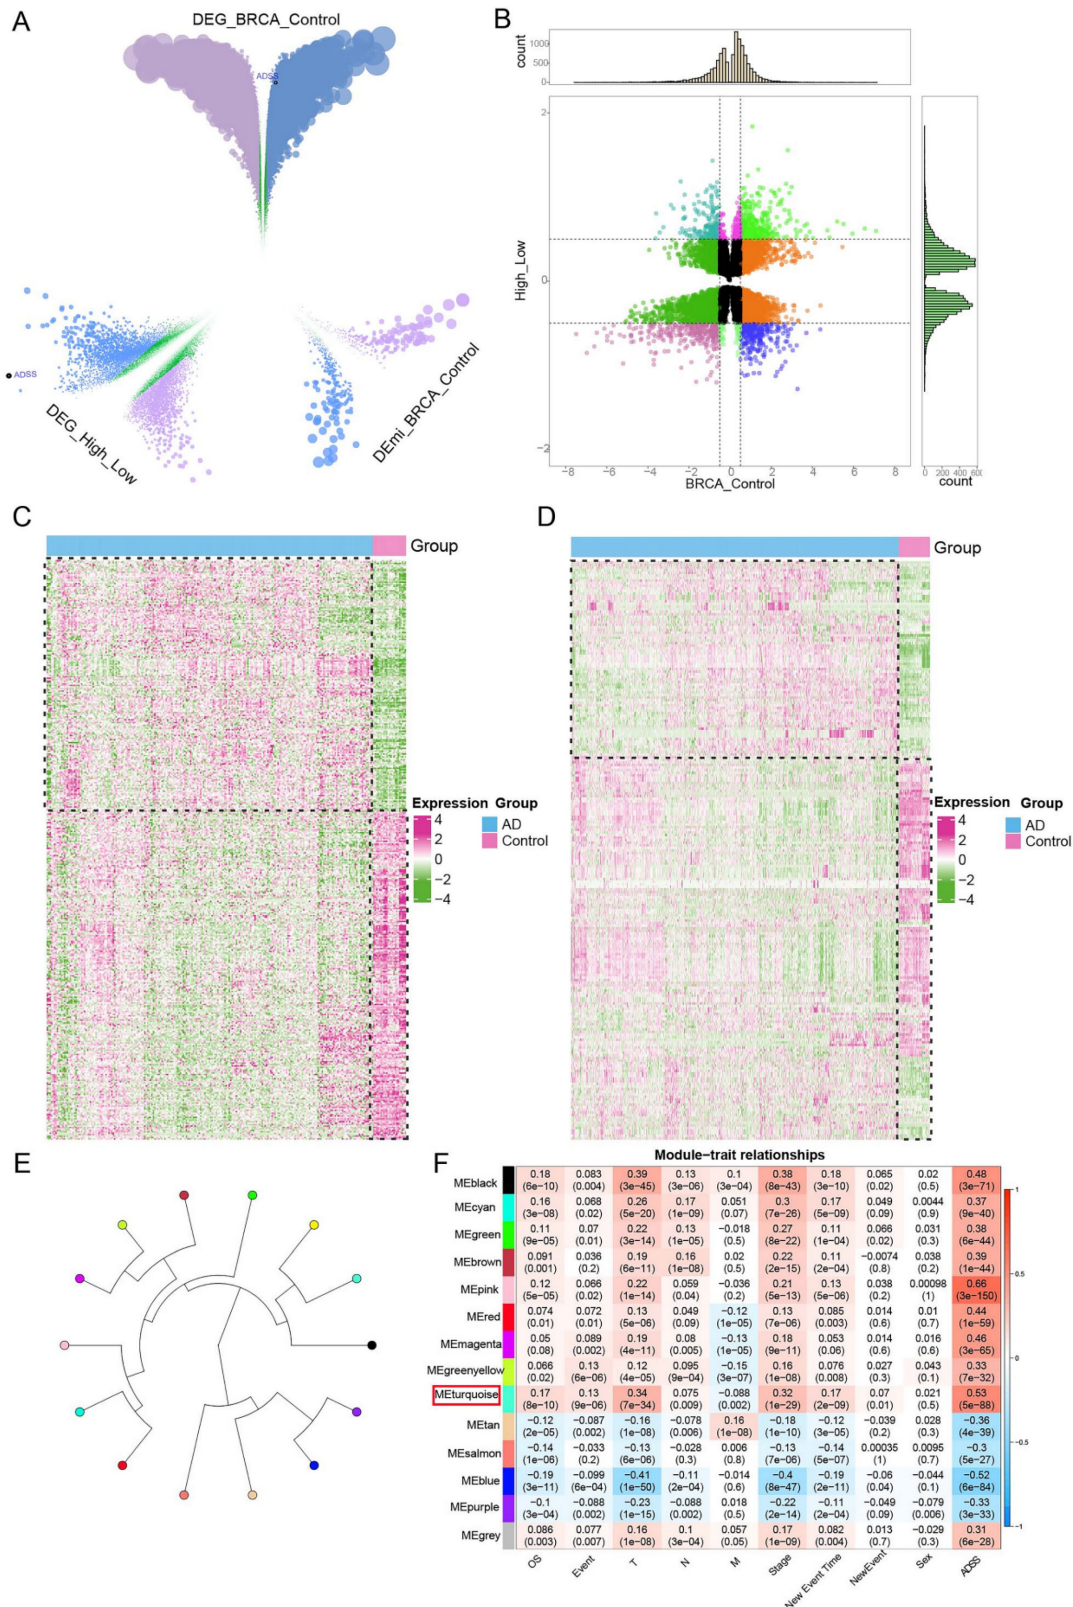 A
DEG_BRCA_Control
ADSS
ADSS
DEG_High_Low
DEmi_BRCA_Control
B
count
1000
500
0
2
0
−2
High_Low
−8 −6 −4 −2 0 2 4 6 8
BRCA_Control
0 200 400 600
count
C
Group
Expression Group
4 AD
2 Control
0
−2
−4
D
Group
Expression Group
4 AD
2 Control
0
−2
−4
E
F
Module−trait relationships
MEblack 0.18 0.083 0.39 0.13 0.1 0.38 0.18 0.065 0.02 0.48
(6e−10) (0.004) (3e−45) (3e−06) (3e−04) (8e−43) (3e−10) (0.02) (0.5) (3e−71)
MEcyan 0.16 0.068 0.26 0.17 0.051 0.3 0.17 0.049 0.0044 0.37
(3e−08) (0.02) (5e−20) (1e−09) (0.07) (7e−26) (5e−09) (0.09) (0.9) (9e−40)
MEgreen 0.11 0.07 0.22 0.13 −0.018 0.27 0.11 0.066 0.031 0.38
(9e−05) (0.01) (3e−14) (1e−05) (0.5) (8e−22) (1e−04) (0.02) (0.3) (6e−44)
MEbrown 0.091 0.036 0.19 0.16 0.02 0.22 0.11 −0.0074 0.038 0.39
(0.001) (0.2) (6e−11) (1e−08) (0.5) (2e−15) (2e−04) (0.8) (0.2) (1e−44)
MEpink 0.12 0.066 0.22 0.059 −0.036 0.21 0.13 0.038 0.00098 0.66
(5e−05) (0.02) (1e−14) (0.04) (0.2) (5e−13) (5e−06) (0.2) (1) (3e−150)
MEred 0.074 0.072 0.13 0.049 −0.12 0.13 0.085 0.014 0.01 0.44
(0.01) (0.01) (5e−06) (0.09) (1e−05) (7e−06) (0.003) (0.6) (0.7) (1e−59)
MEmagenta 0.05 0.089 0.19 0.08 −0.13 0.18 0.053 0.014 0.016 0.46
(0.08) (0.002) (4e−11) (0.005) (1e−05) (9e−11) (0.06) (0.6) (0.6) (3e−65)
MEgreenyellow 0.066 0.13 0.12 0.095 −0.15 0.16 0.076 0.027 0.043 0.33
(0.02) (6e−06) (4e−05) (9e−04) (3e−07) (1e−08) (0.008) (0.3) (0.1) (7e−32)
MEturquoise 0.17 0.13 0.34 0.075 −0.088 0.32 0.17 0.07 0.021 0.53
(8e−10) (9e−06) (7e−34) (0.009) (0.002) (1e−29) (2e−09) (0.01) (0.5) (5e−88)
MEtan −0.12 −0.087 −0.16 −0.078 0.16 −0.18 −0.12 −0.039 0.028 −0.36
(2e−05) (0.002) (1e−08) (0.006) (1e−08) (1e−10) (3e−05) (0.2) (0.3) (4e−39)
MEsalmon −0.14 −0.033 −0.13 −0.028 0.006 −0.13 −0.14 0.00035 0.0095 −0.3
(1e−06) (0.2) (6e−06) (0.3) (0.8) (7e−06) (5e−07) (1) (0.7) (5e−27)
MEblue −0.19 −0.099 −0.41 −0.11 −0.014 −0.4 −0.19 −0.06 −0.044 −0.52
(3e−11) (6e−04) (1e−50) (2e−04) (0.6) (8e−47) (2e−11) (0.04) (0.1) (6e−84)
MEpurple −0.1 −0.088 −0.23 −0.088 0.018 −0.22 −0.11 −0.049 −0.079 −0.33
(3e−04) (0.002) (1e−15) (0.002) (0.5) (2e−14) (2e−04) (0.09) (0.006) (3e−33)
MEgrey 0.086 0.077 0.16 0.1 0.057 0.17 0.082 0.013 −0.029 0.31
(0.003) (0.007) (1e−08) (3e−04) (0.05) (1e−09) (0.004) (0.7) (0.3) (6e−28)
OS Event T N M Stage New Event Time NewEvent Sex ADSS
1
0.5
0
−0.5
−1